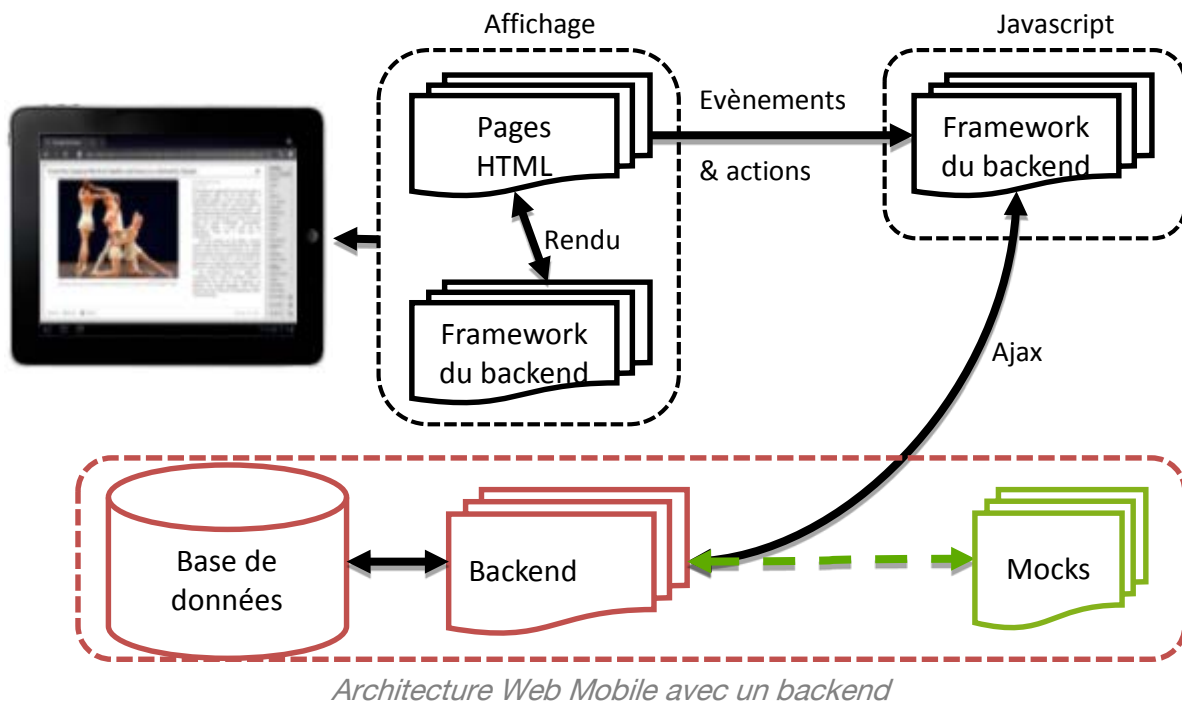 Affichage
Javascript
Pages
HTML
Evènements
& actions
Framework
du backend
Rendu
Framework
du backend
Ajax
Base de
données
Backend
Mocks
Architecture Web Mobile avec un backend